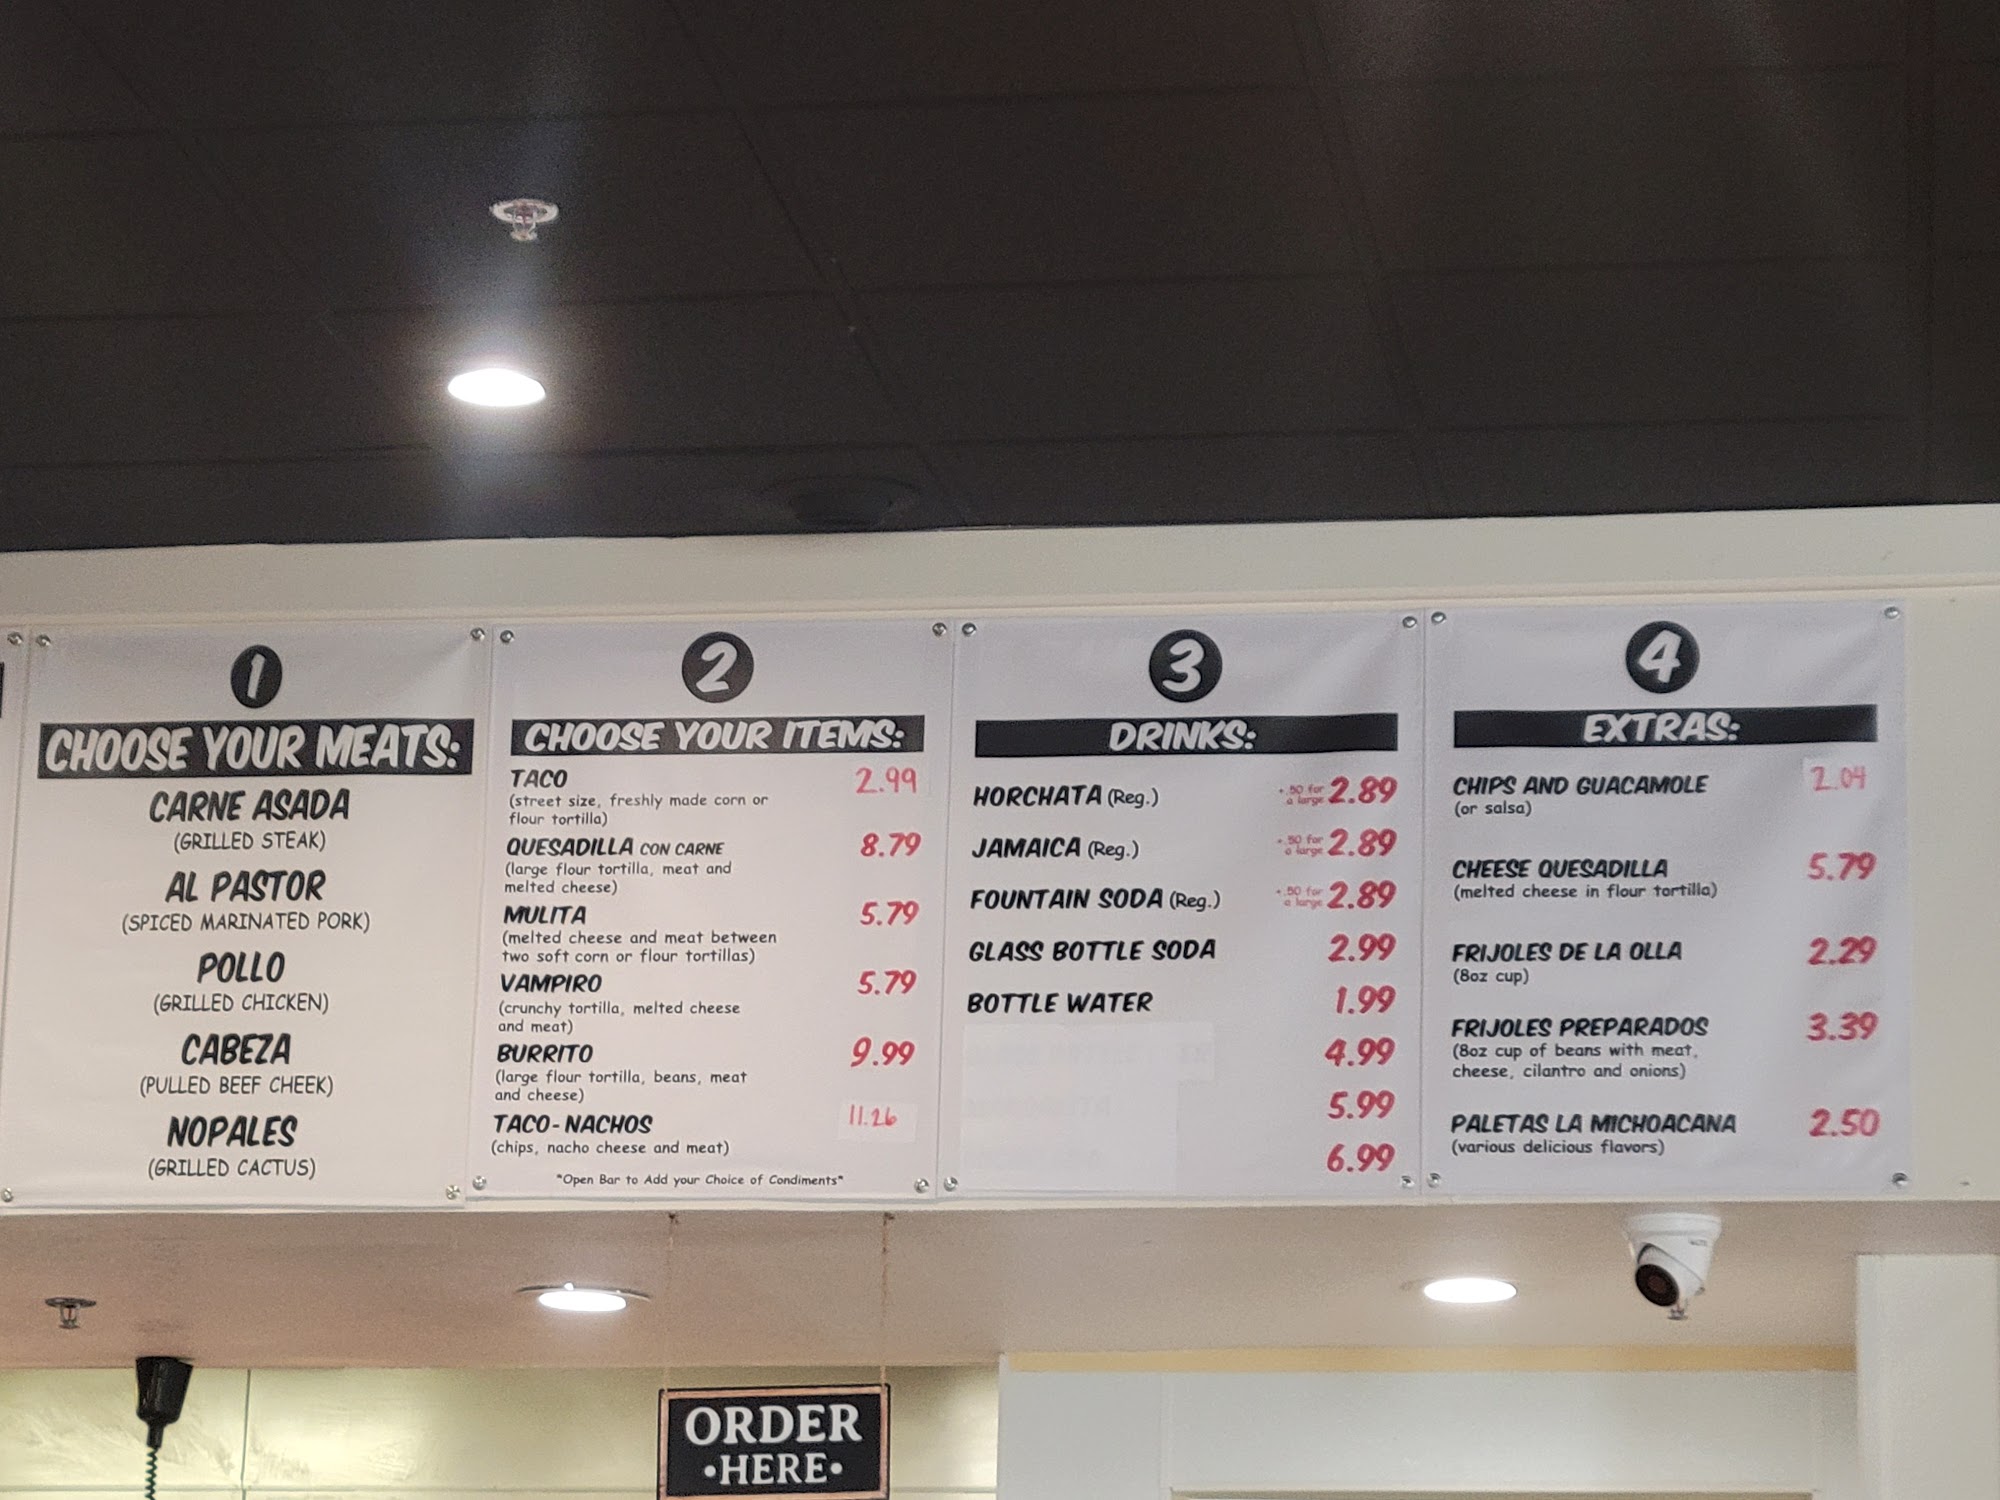 1
CHOOSE YOUR MEATS:
CARNE ASADA
(GRILLED STEAK)
AL PASTOR
(SPICED MARINATED PORK)
POLLO
(GRILLED CHICKEN)
CABEZA
(PULLED BEEF CHEEK)
NOPALES
(GRILLED CACTUS)
2
CHOOSE YOUR ITEMS:
TACO 2.99
(street size, freshly made corn or
flour tortilla)
QUESADILLA CON CARNE 8.79
(large flour tortilla, meat and
melted cheese)
MULITA 5.79
(melted cheese and meat between
two soft corn or flour tortillas)
VAMPIRO 5.79
(crunchy tortilla, melted cheese
and meat)
BURRITO 9.99
(large flour tortilla, beans, meat
and cheese)
TACO-NACHOS 11.26
(chips, nacho cheese and meat)
*Open Bar to Add your Choice of Condiments*
3
DRINKS:
HORCHATA (Reg.) +.50 for a large 2.89
JAMAICA (Reg.) +.50 for a large 2.89
FOUNTAIN SODA (Reg.) +.50 for a large 2.89
GLASS BOTTLE SODA 2.99
BOTTLE WATER 1.99
4.99
5.99
6.99
4
EXTRAS:
CHIPS AND GUACAMOLE 2.04
(or salsa)
CHEESE QUESADILLA 5.79
(melted cheese in flour tortilla)
FRIJOLES DE LA OLLA 2.29
(8oz cup)
FRIJOLES PREPARADOS 3.39
(8oz cup of beans with meat,
cheese, cilantro and onions)
PALETAS LA MICHOACANA 2.50
(various delicious flavors)
ORDER
•HERE•